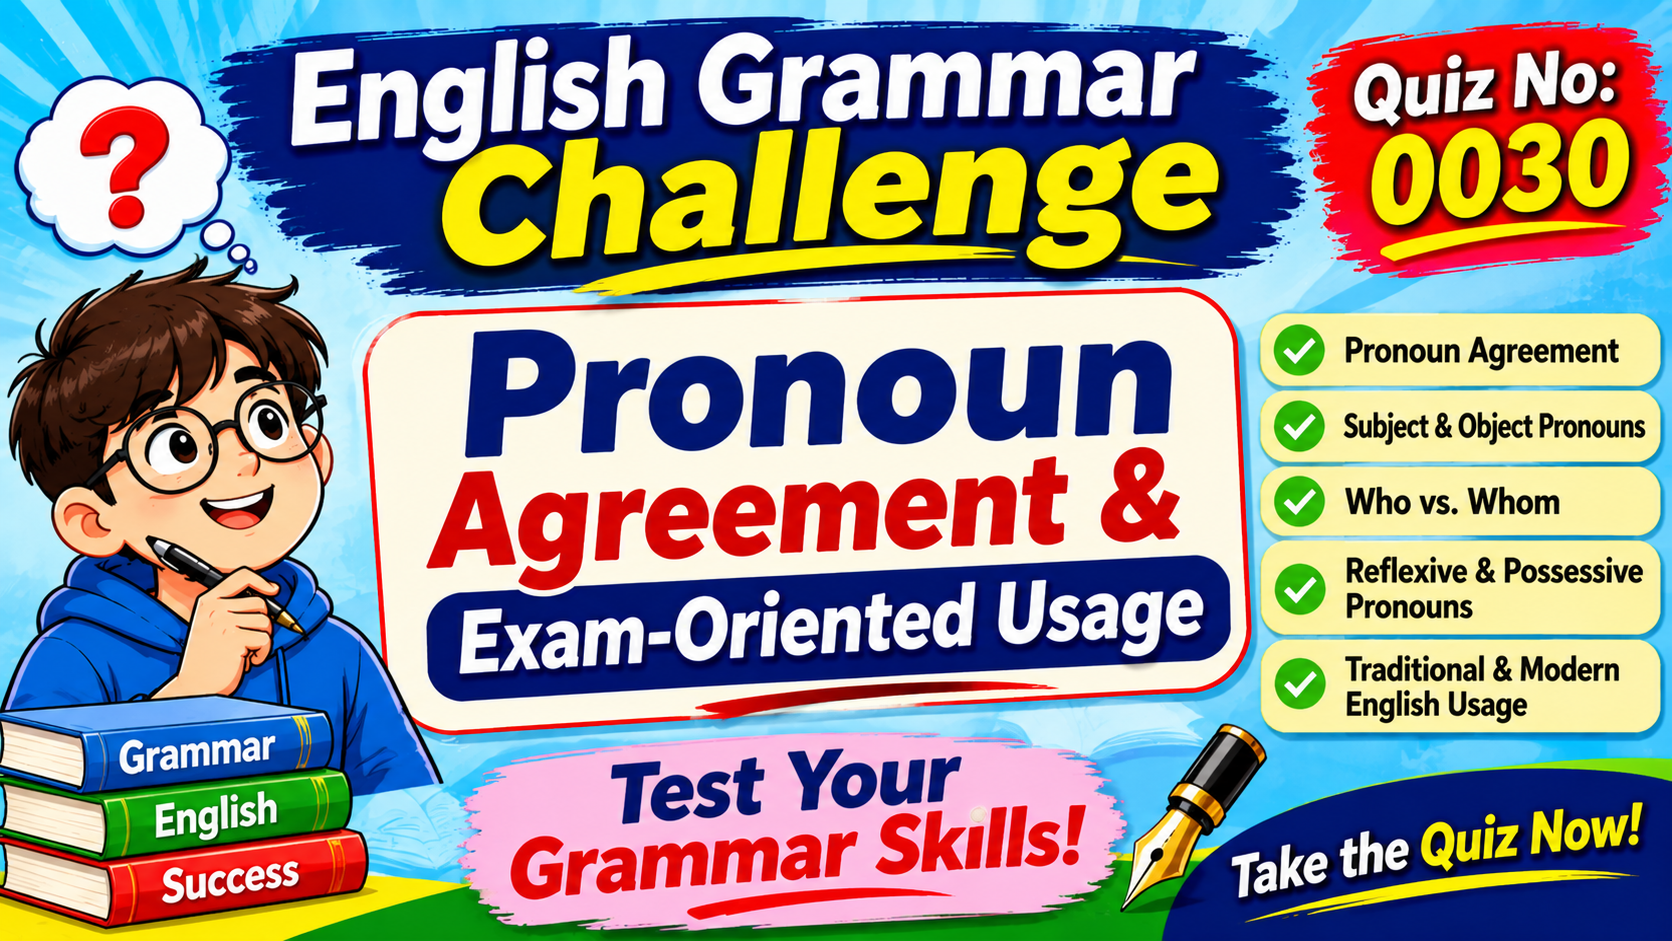 English Grammar
Challenge
Quiz No:
0030
?
Pronoun
Agreement &
Exam-Oriented Usage
Pronoun Agreement
Subject & Object Pronouns
Who vs. Whom
Reflexive & Possessive
Pronouns
Traditional & Modern
English Usage
Grammar
English
Success
Test Your
Grammar Skills!
Take the Quiz Now!